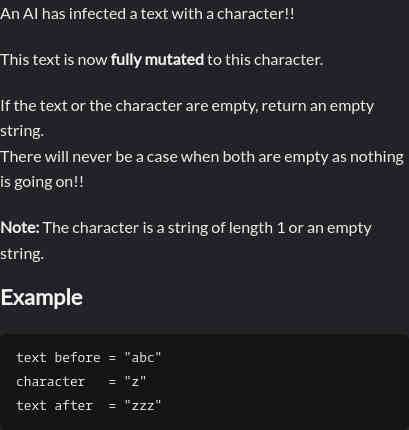 An AI has infected a text with a character!!
This text is now fully mutated to this character.
If the text or the character are empty, return an empty
string.
There will never be a case when both are empty as nothing
is going on!!
Note: The character is a string of length 1 or an empty
string.
Example
text before = "abc"
character   = "z"
text after  = "zzz"